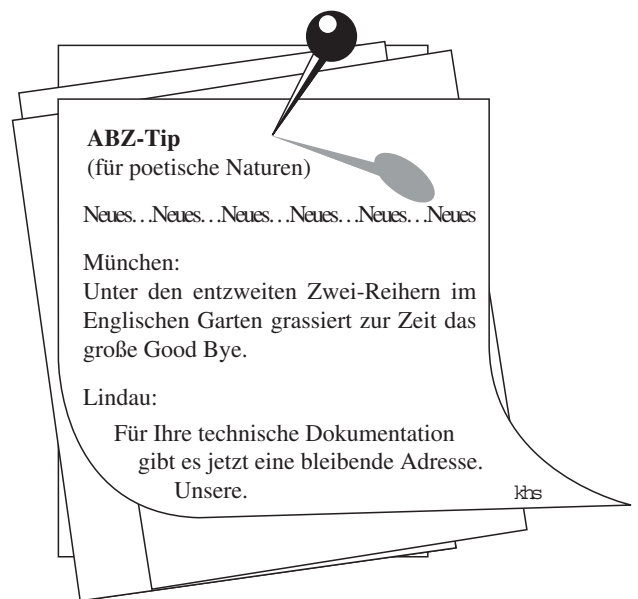 ABZ-Tip
(für poetische Naturen)
Neues…Neues…Neues…Neues…Neues…Neues
München:
Unter den entzweiten Zwei-Reihern im
Englischen Garten grassiert zur Zeit das
große Good Bye.
Lindau:
Für Ihre technische Dokumentation
gibt es jetzt eine bleibende Adresse.
Unsere.
khs